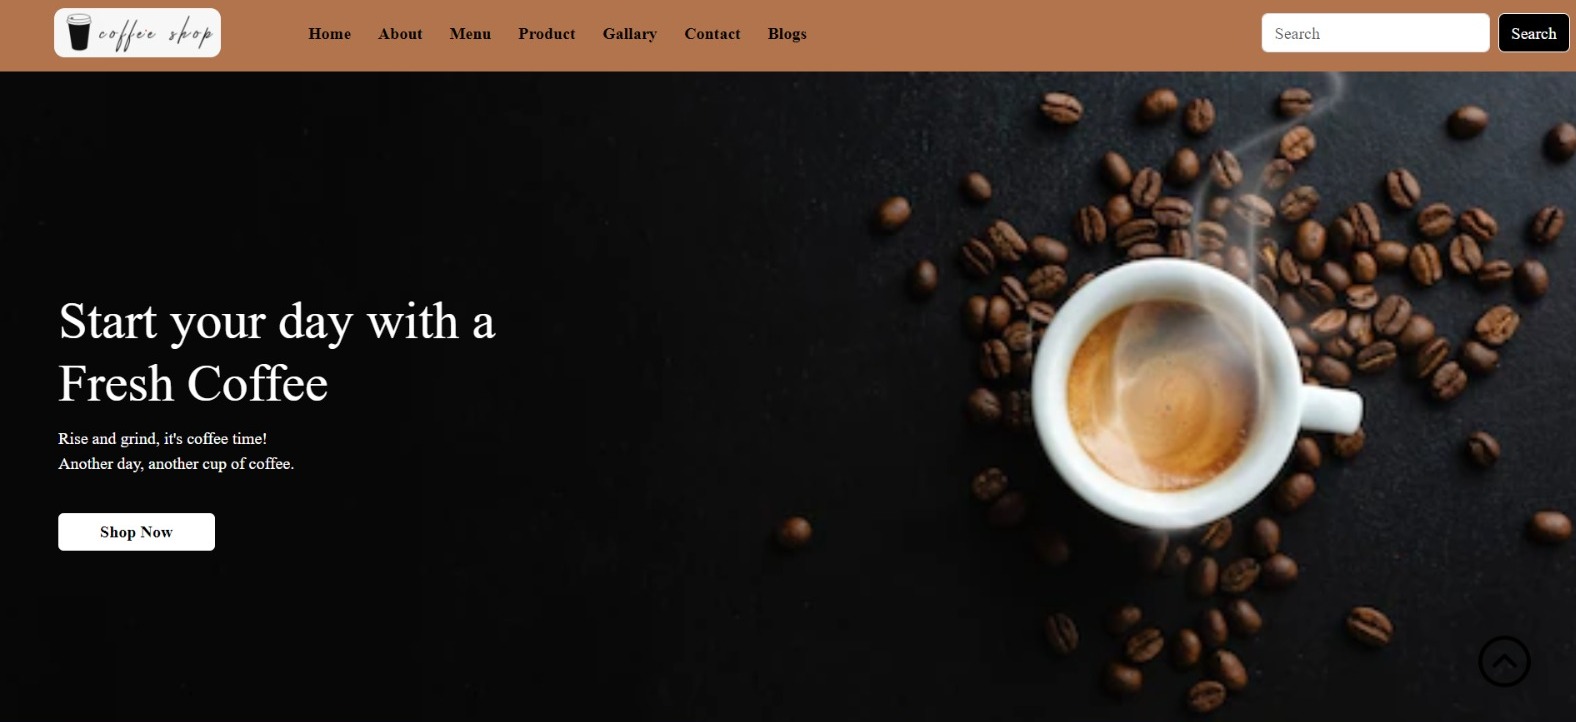 coffee shop
Home About Menu Product Gallary Contact Blogs
Search Search
Start your day with a
Fresh Coffee
Rise and grind, it's coffee time!
Another day, another cup of coffee.
Shop Now